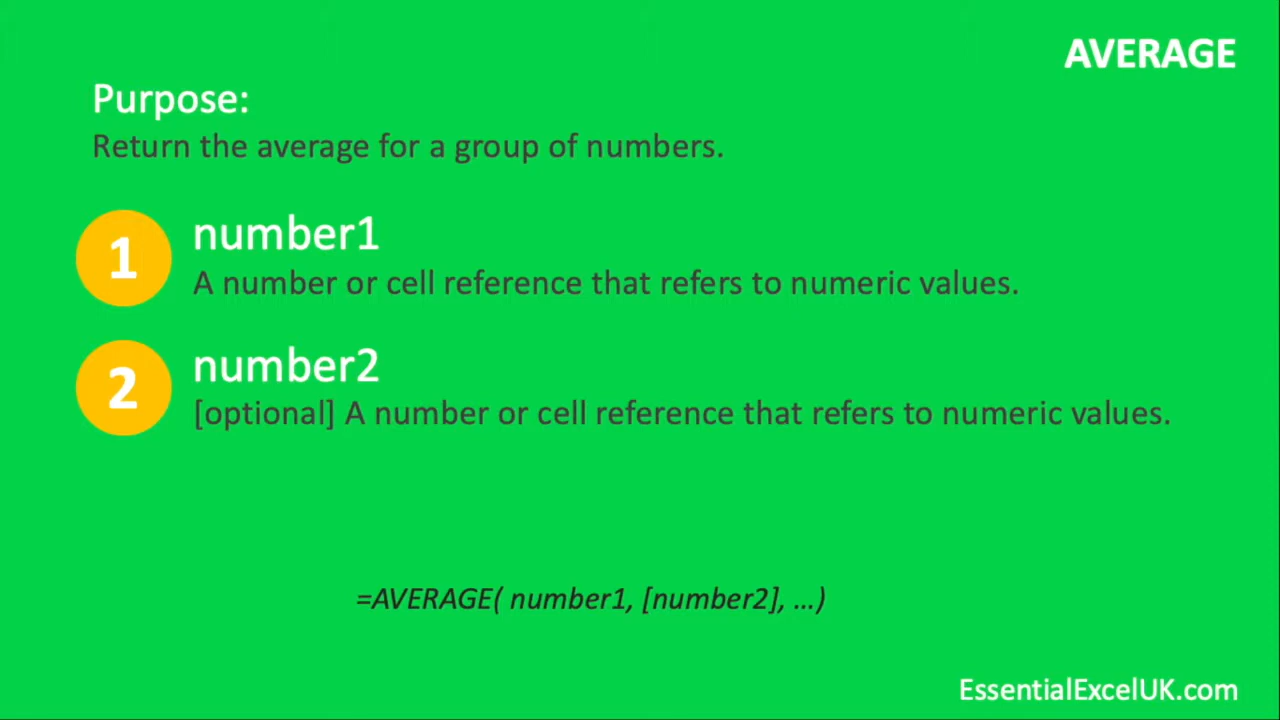 AVERAGE
Purpose:
Return the average for a group of numbers.
1
number1
A number or cell reference that refers to numeric values.
2
number2
[optional] A number or cell reference that refers to numeric values.
=AVERAGE( number1, [number2], ...)
EssentialExcelUK.com